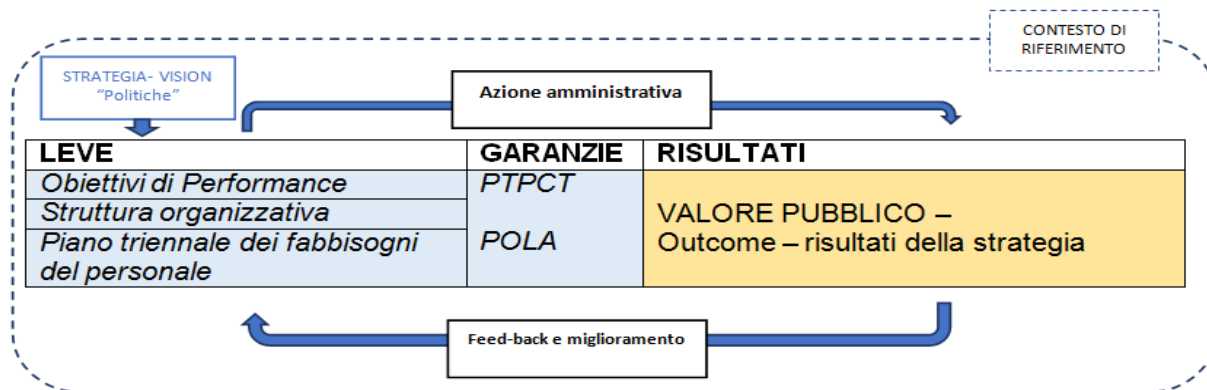 CONTESTO DI
RIFERIMENTO
STRATEGIA- VISION
“Politiche”
Azione amministrativa
LEVE GARANZIE RISULTATI
Obiettivi di Performance PTPCT
Struttura organizzativa
VALORE PUBBLICO –
Piano triennale dei fabbisogni POLA Outcome – risultati della strategia
del personale
Feed-back e miglioramento